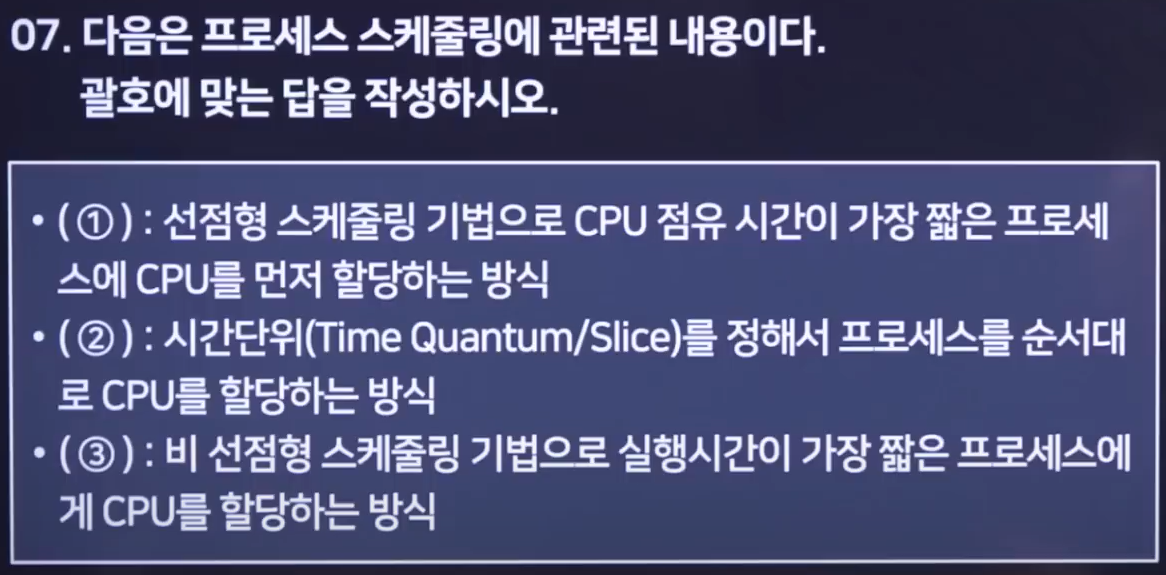 07. 다음은 프로세스 스케줄링에 관련된 내용이다.
괄호에 맞는 답을 작성하시오.
• ( ① ) : 선점형 스케줄링 기법으로 CPU 점유 시간이 가장 짧은 프로세
스에 CPU를 먼저 할당하는 방식
• ( ② ) : 시간단위(Time Quantum/Slice)를 정해서 프로세스를 순서대
로 CPU를 할당하는 방식
• ( ③ ) : 비 선점형 스케줄링 기법으로 실행시간이 가장 짧은 프로세스에
게 CPU를 할당하는 방식